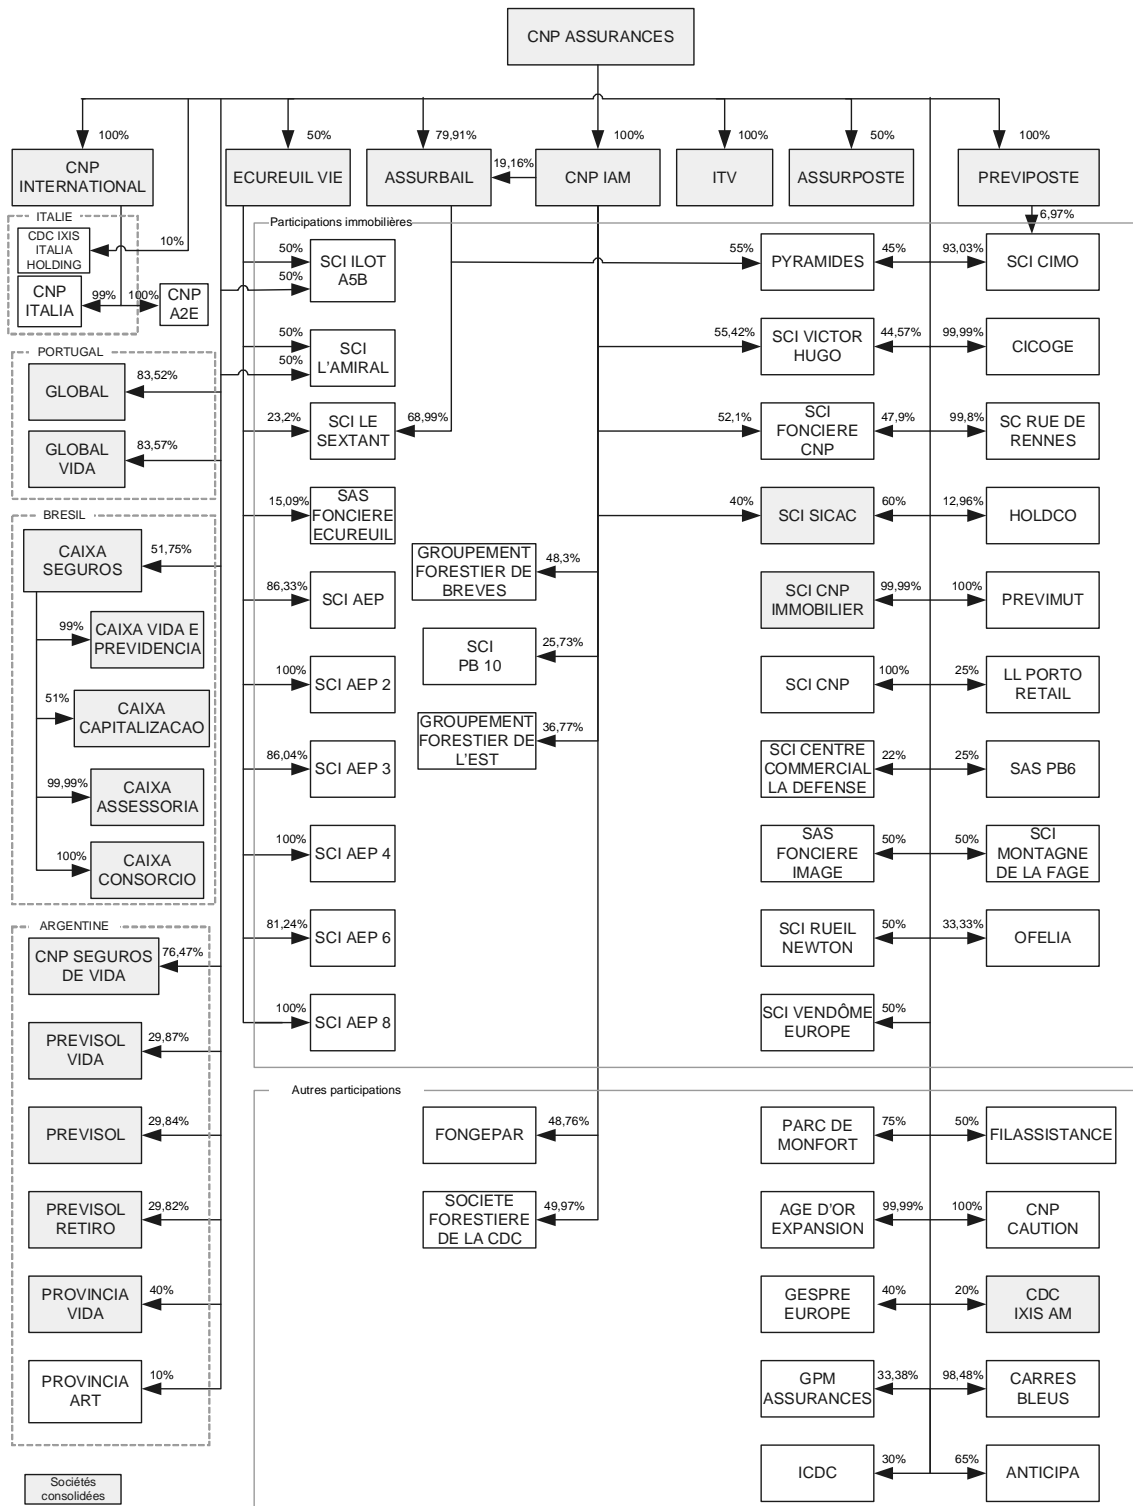 CNP ASSURANCES
100%
50%
79,91%
100%
100%
50%
100%
CNP
INTERNATIONAL
ECUREUIL VIE
ASSURBAIL
19,16%
CNP IAM
ITV
ASSURPOSTE
PREVIPOSTE
ITALIE
CDC IXIS
ITALIA
HOLDING
10%
CNP
ITALIA
99%
100%
CNP
A2E
PORTUGAL
GLOBAL
83,52%
GLOBAL
VIDA
83,57%
BRESIL
CAIXA
SEGUROS
51,75%
99%
CAIXA VIDA E
PREVIDENCIA
51%
CAIXA
CAPITALIZACAO
99,99%
CAIXA
ASSESSORIA
100%
CAIXA
CONSORCIO
ARGENTINE
CNP SEGUROS
DE VIDA
76,47%
PREVISOL
VIDA
29,87%
PREVISOL
29,84%
PREVISOL
RETIRO
29,82%
PROVINCIA
VIDA
40%
PROVINCIA
ART
10%
Sociétés
consolidées
Participations immobilières
50%
50%
SCI ILOT
A5B
50%
50%
SCI
L'AMIRAL
23,2%
SCI LE
SEXTANT
68,99%
15,09%
SAS
FONCIERE
ECUREUIL
86,33%
SCI AEP
100%
SCI AEP 2
86,04%
SCI AEP 3
100%
SCI AEP 4
81,24%
SCI AEP 6
100%
SCI AEP 8
GROUPEMENT
FORESTIER DE
BREVES
48,3%
SCI
PB 10
25,73%
GROUPEMENT
FORESTIER DE
L'EST
36,77%
6,97%
55%
PYRAMIDES
45%
93,03%
SCI CIMO
55,42%
SCI VICTOR
HUGO
44,57%
99,99%
CICOGE
52,1%
SCI
FONCIERE
CNP
47,9%
99,8%
SC RUE DE
RENNES
40%
SCI SICAC
60%
12,96%
HOLDCO
SCI CNP
IMMOBILIER
99,99%
100%
PREVIMUT
SCI CNP
100%
25%
LL PORTO
RETAIL
SCI CENTRE
COMMERCIAL
LA DEFENSE
22%
25%
SAS PB6
SAS
FONCIERE
IMAGE
50%
50%
SCI
MONTAGNE
DE LA FAGE
SCI RUEIL
NEWTON
50%
33,33%
OFELIA
SCI VENDÔME
EUROPE
50%
Autres participations
FONGEPAR
48,76%
SOCIETE
FORESTIERE
DE LA CDC
49,97%
PARC DE
MONFORT
75%
50%
FILASSISTANCE
AGE D'OR
EXPANSION
99,99%
100%
CNP
CAUTION
GESPRE
EUROPE
40%
20%
CDC
IXIS AM
GPM
ASSURANCES
33,38%
98,48%
CARRES
BLEUS
ICDC
30%
65%
ANTICIPA